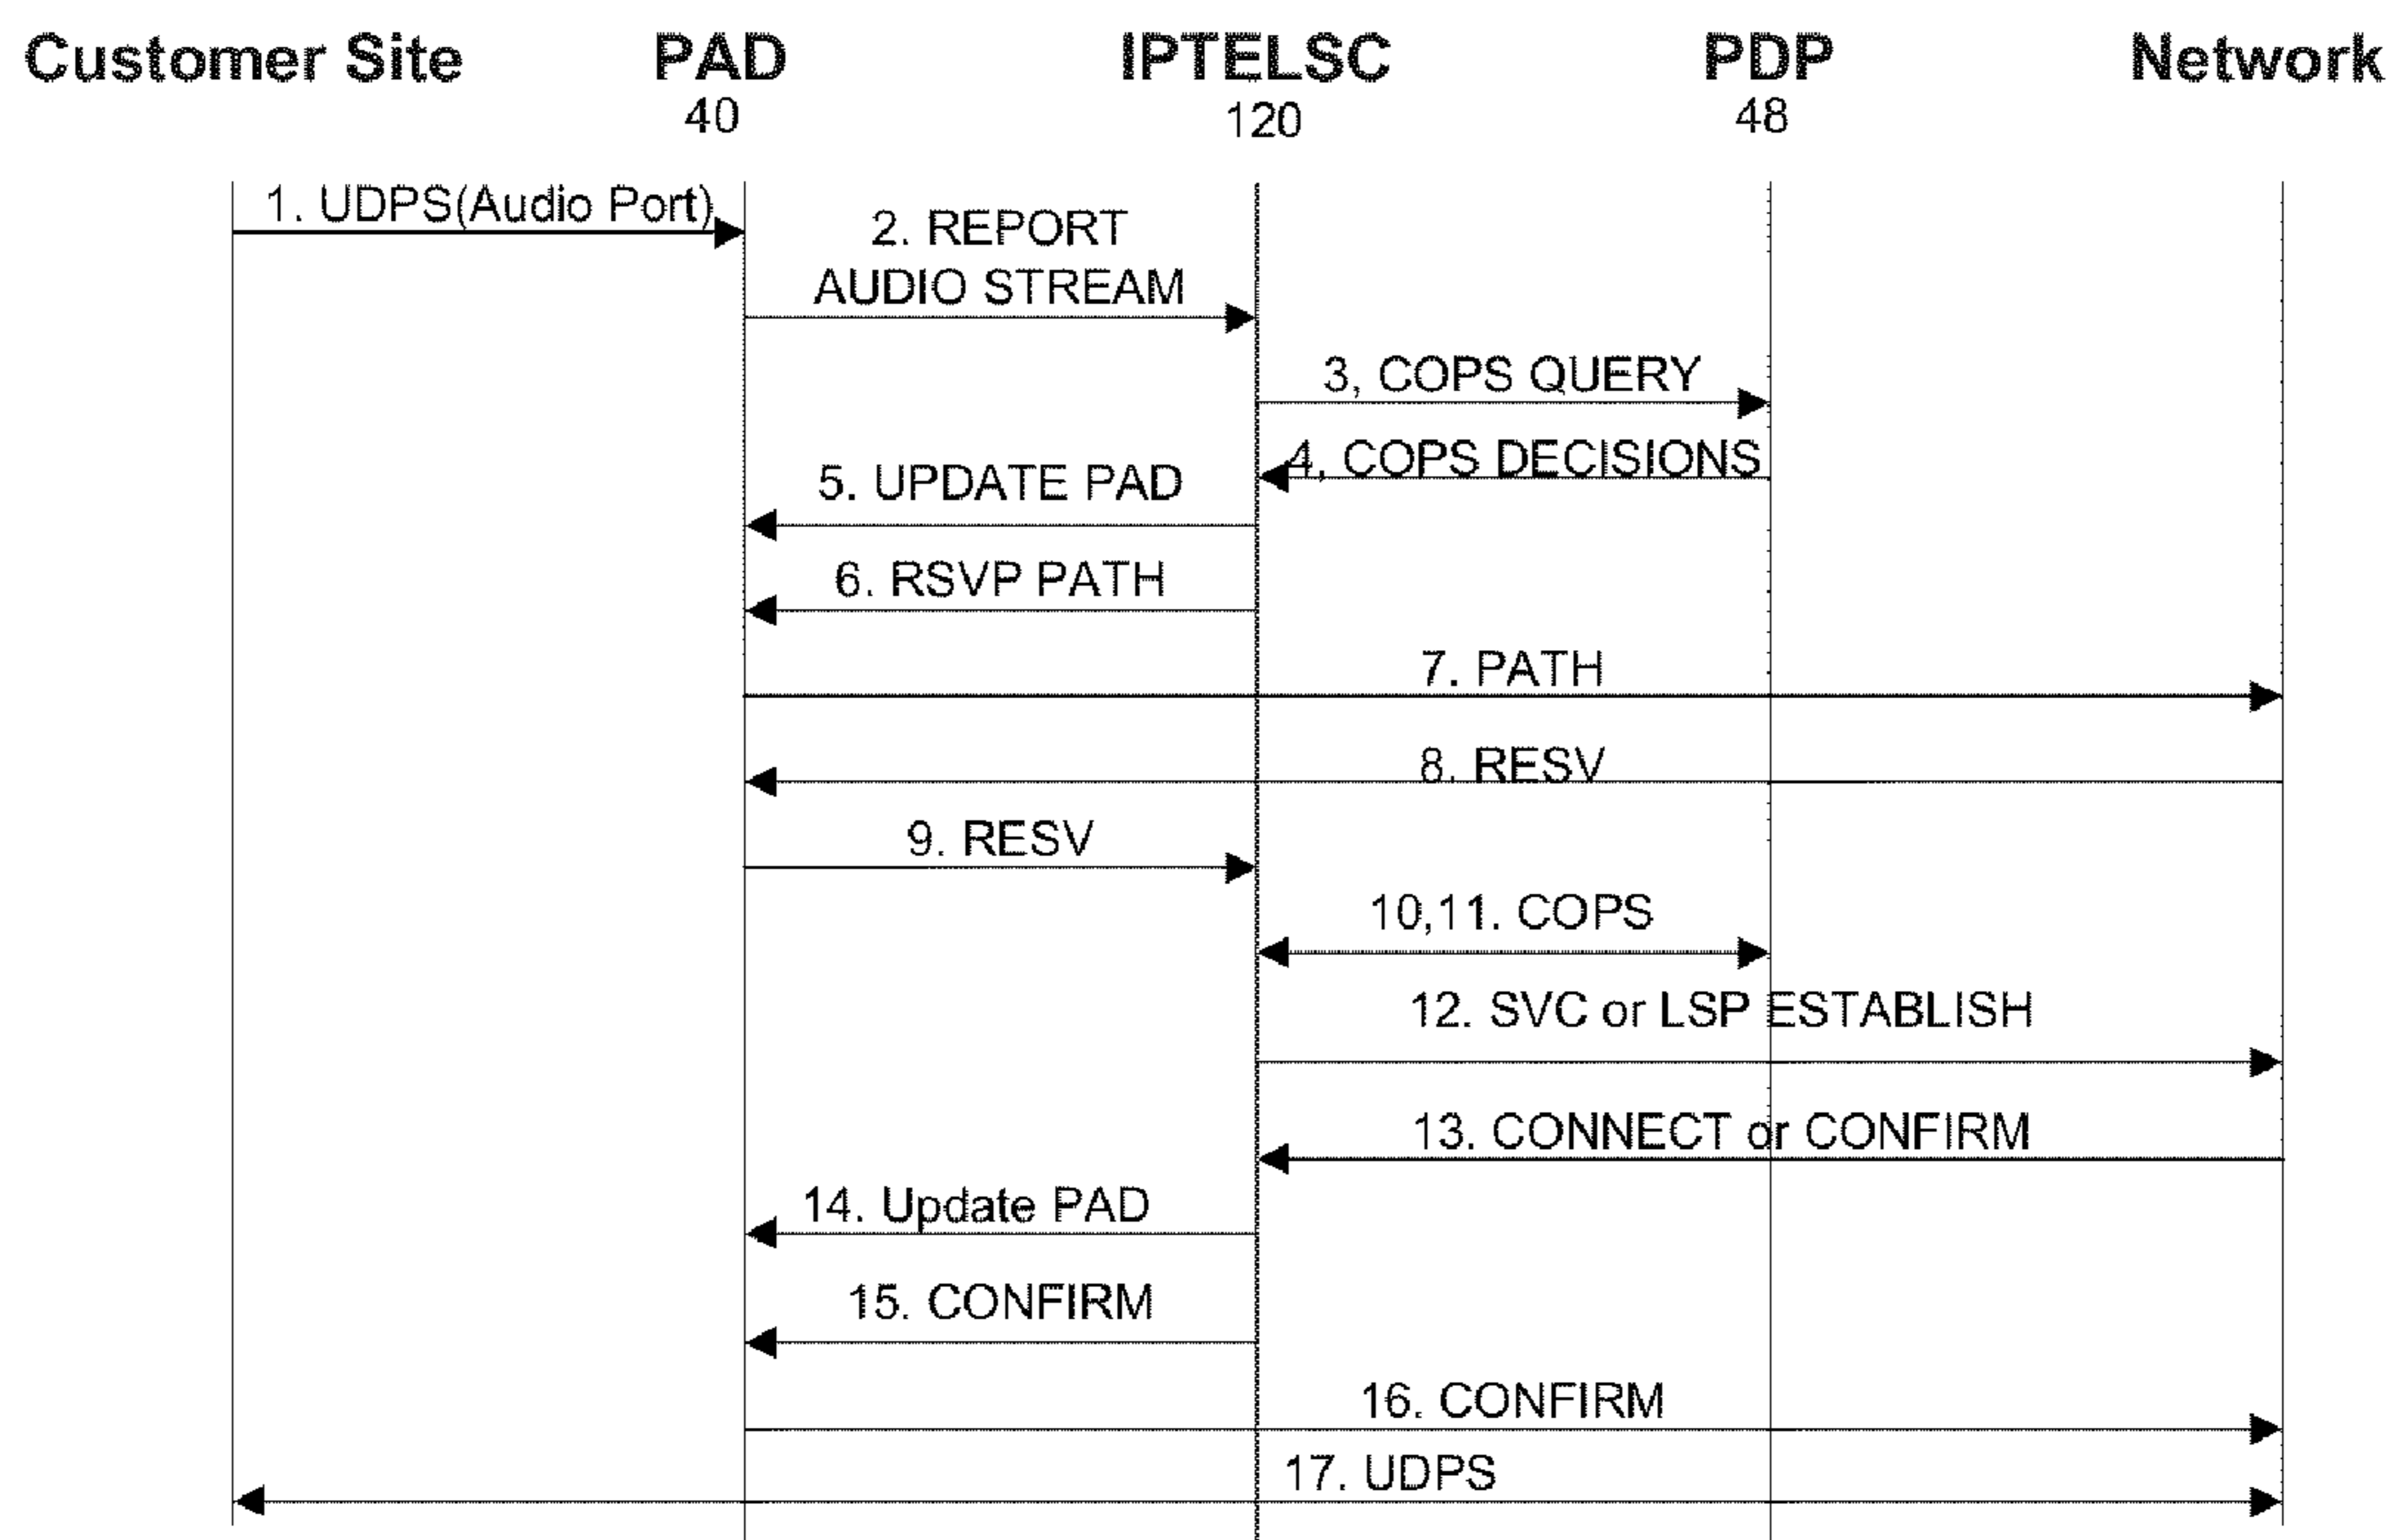 Customer Site PAD IPTELSC PDP Network
40 120 48
1. UDPS(Audio Port)
2. REPORT
AUDIO STREAM
3, COPS QUERY
4, COPS DECISIONS
5. UPDATE PAD
6. RSVP PATH
7. PATH
8. RESV
9. RESV
10,11. COPS
12. SVC or LSP ESTABLISH
13. CONNECT or CONFIRM
14. Update PAD
15. CONFIRM
16. CONFIRM
17. UDPS